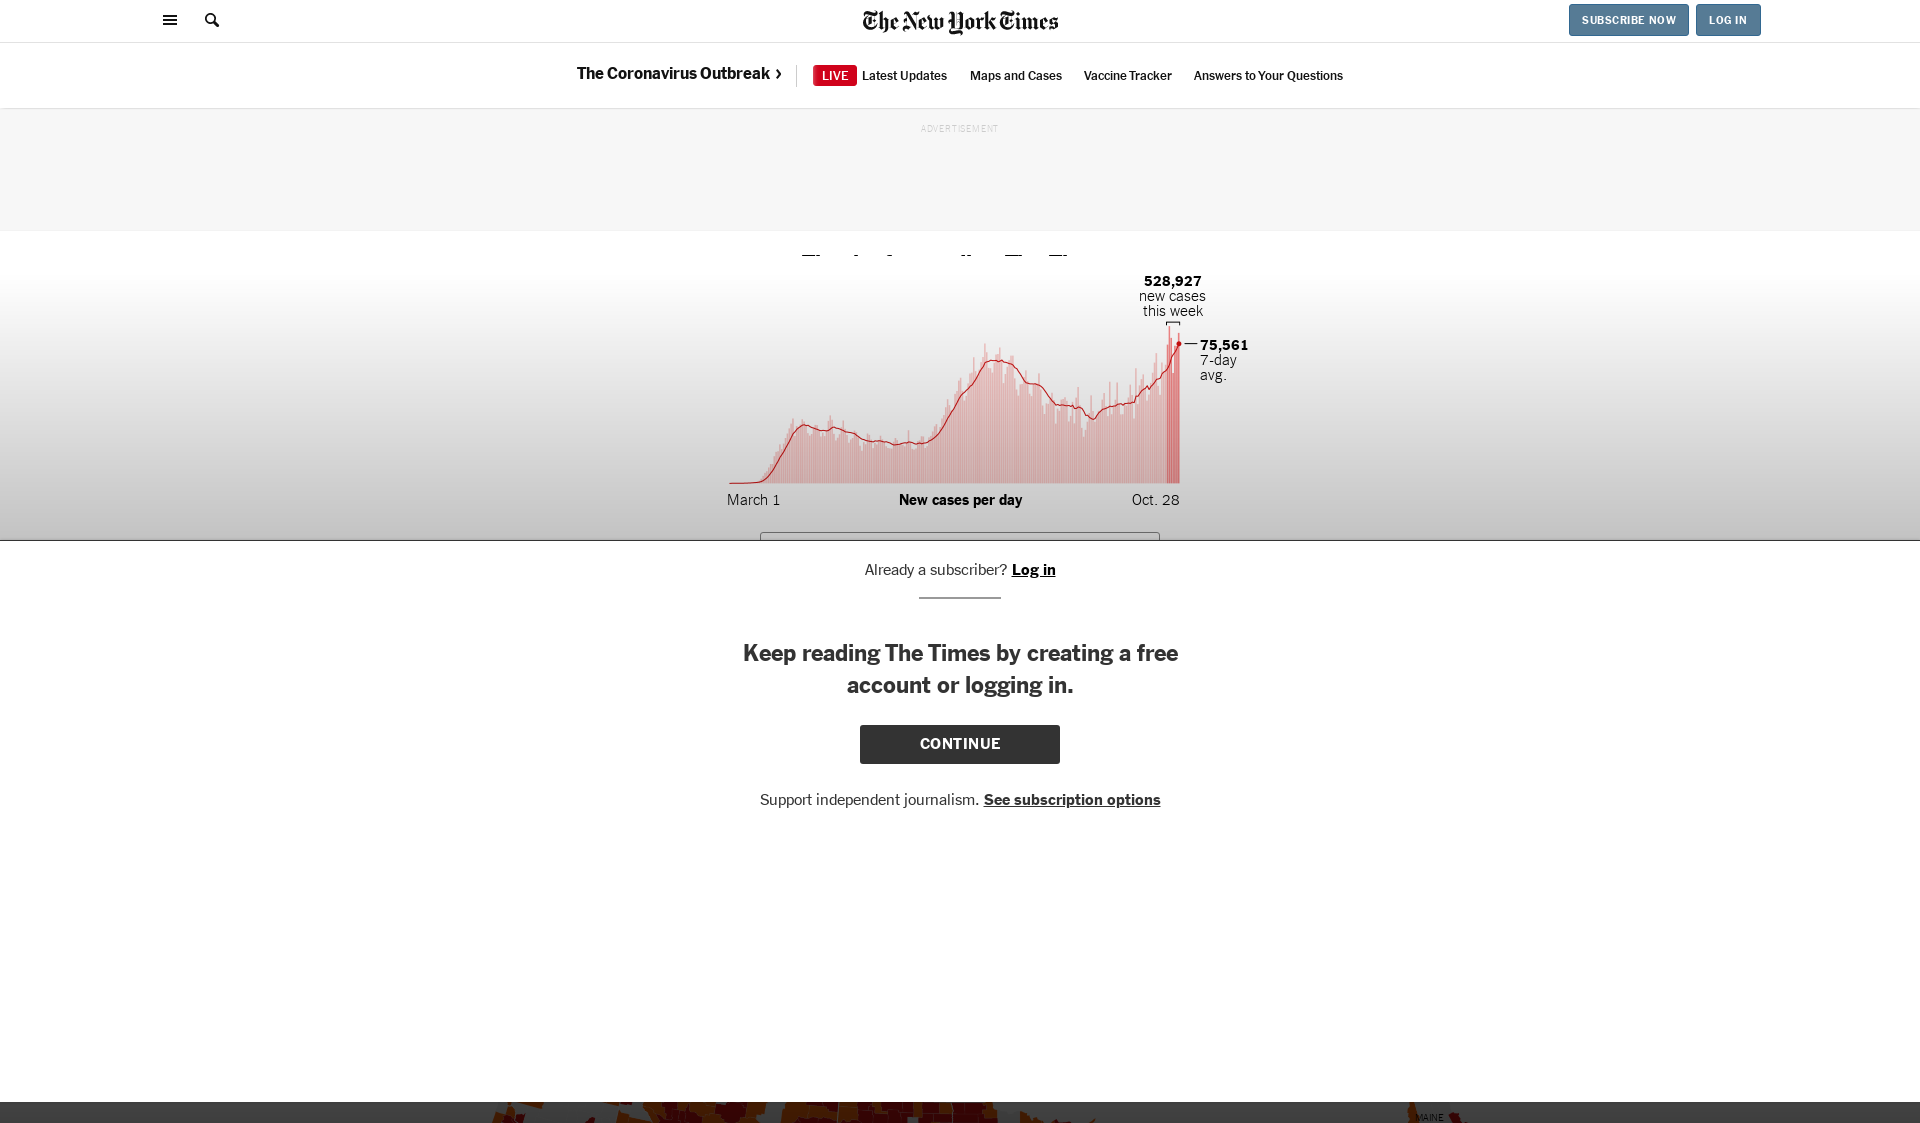 The New York Times
SUBSCRIBE NOW
LOG IN
The Coronavirus Outbreak ›
LIVE Latest Updates
Maps and Cases
Vaccine Tracker
Answers to Your Questions
ADVERTISEMENT
528,927
new cases
this week
75,561
7-day
avg.
March 1
New cases per day
Oct. 28
Already a subscriber? Log in
Keep reading The Times by creating a free
account or logging in.
CONTINUE
Support independent journalism. See subscription options
MAINE